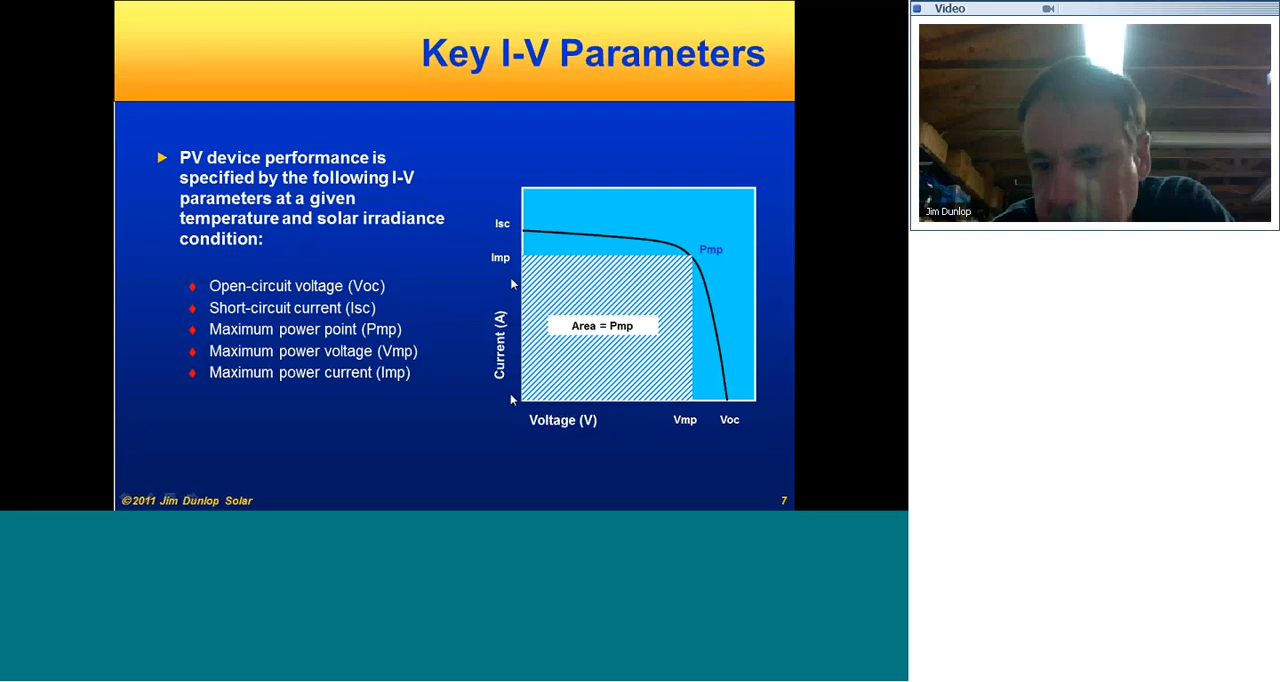 Video
Key I-V Parameters
PV device performance is
specified by the following I-V
parameters at a given
temperature and solar irradiance
condition:
Open-circuit voltage (Voc)
Short-circuit current (Isc)
Maximum power point (Pmp)
Maximum power voltage (Vmp)
Maximum power current (Imp)
Isc
Pmp
Imp
Area = Pmp
Current (A)
Voltage (V)
Vmp
Voc
©2011 Jim Dunlop Solar
7
Jim Dunlop